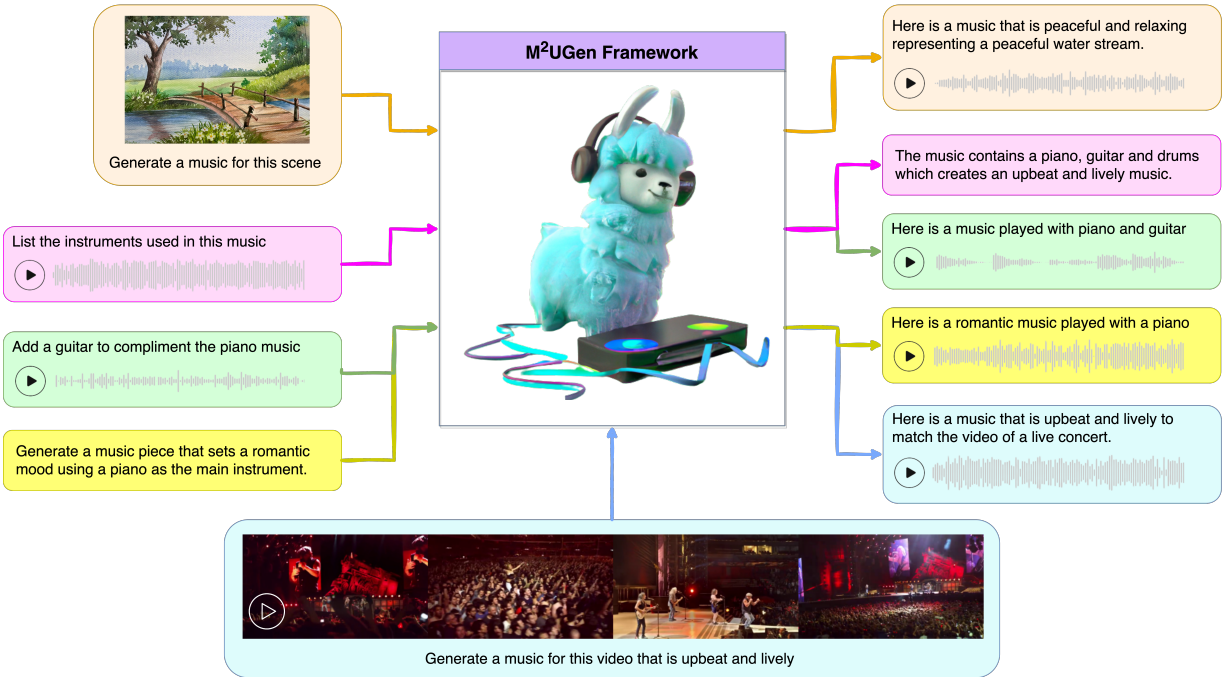 M²UGen Framework
Generate a music for this scene
List the instruments used in this music
Add a guitar to compliment the piano music
Generate a music piece that sets a romantic
mood using a piano as the main instrument.
Here is a music that is peaceful and relaxing
representing a peaceful water stream.
The music contains a piano, guitar and drums
which creates an upbeat and lively music.
Here is a music played with piano and guitar
Here is a romantic music played with a piano
Here is a music that is upbeat and lively to
match the video of a live concert.
Generate a music for this video that is upbeat and lively